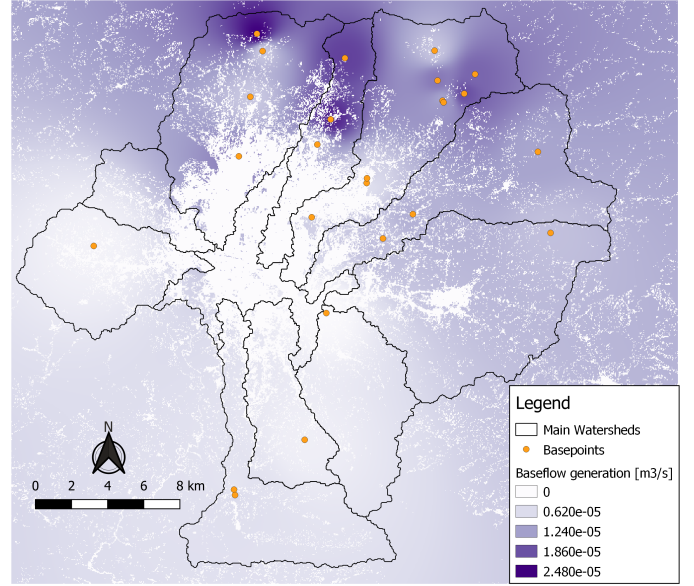 N
0 2 4 6 8 km
Legend
Main Watersheds
Basepoints
Baseflow generation [m3/s]
0
0.620e-05
1.240e-05
1.860e-05
2.480e-05